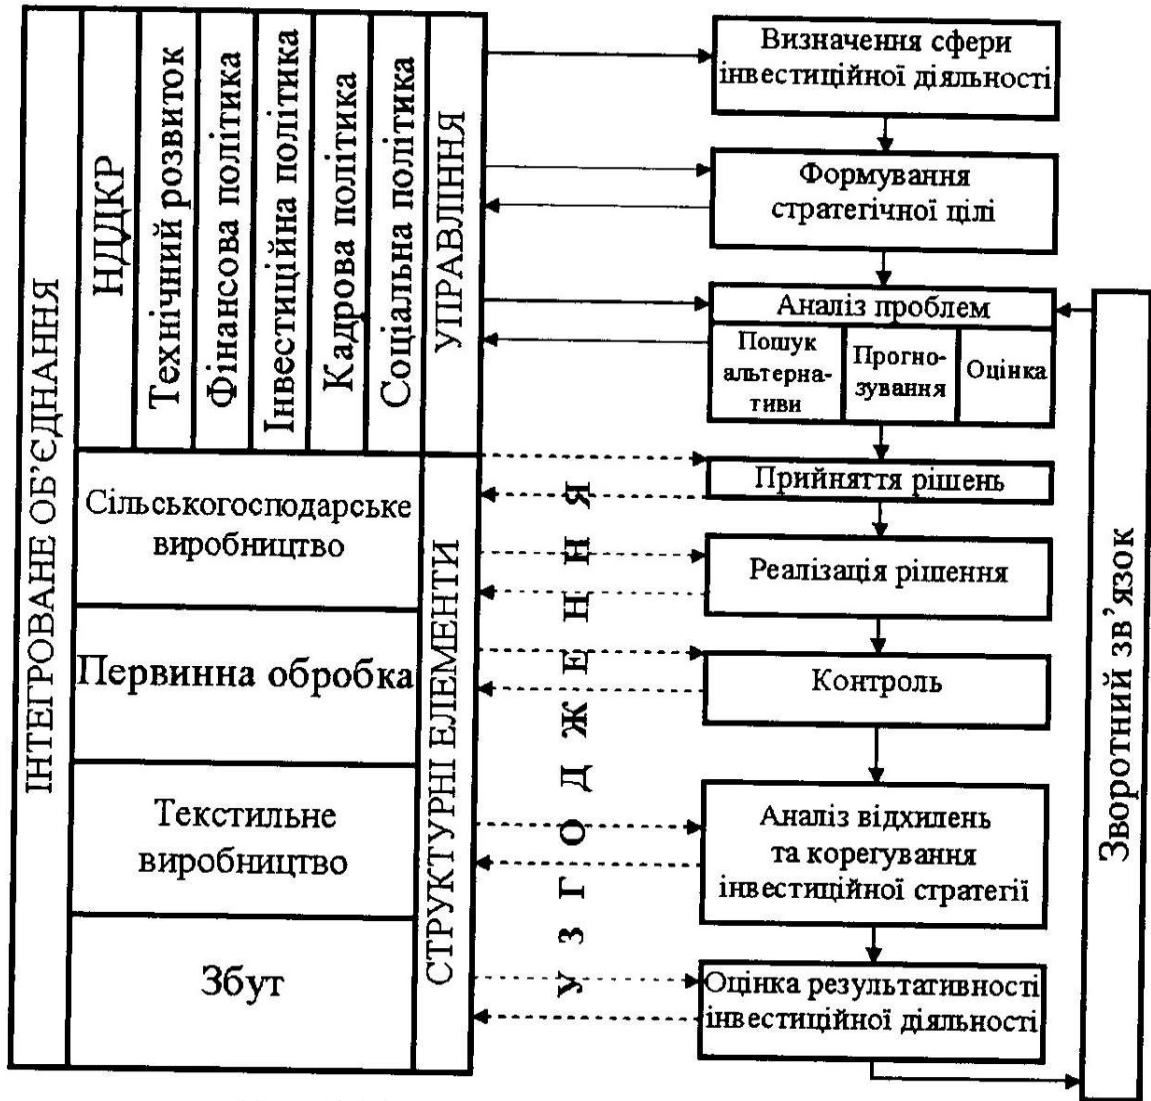 ІНТЕГРОВАНЕ ОБ’ЄДНАННЯ
НДДКР
Технічний розвиток
Фінансова політика
Інвестиційна політика
Кадрова політика
Соціальна політика
УПРАВЛІННЯ
Сільськогосподарське
виробництво
Первинна обробка
Текстильне
виробництво
Збут
СТРУКТУРНІ ЕЛЕМЕНТИ
УЗГОДЖЕННЯ
Визначення сфери
інвестиційної діяльності
Формування
стратегічної цілі
Аналіз проблем
Пошук
альтерна-
тиви
Прогно-
зування
Оцінка
Прийняття рішень
Реалізація рішення
Контроль
Аналіз відхилень
та корегування
інвестиційної стратегії
Оцінка результативності
інвестиційної діяльності
Зворотний зв’язок